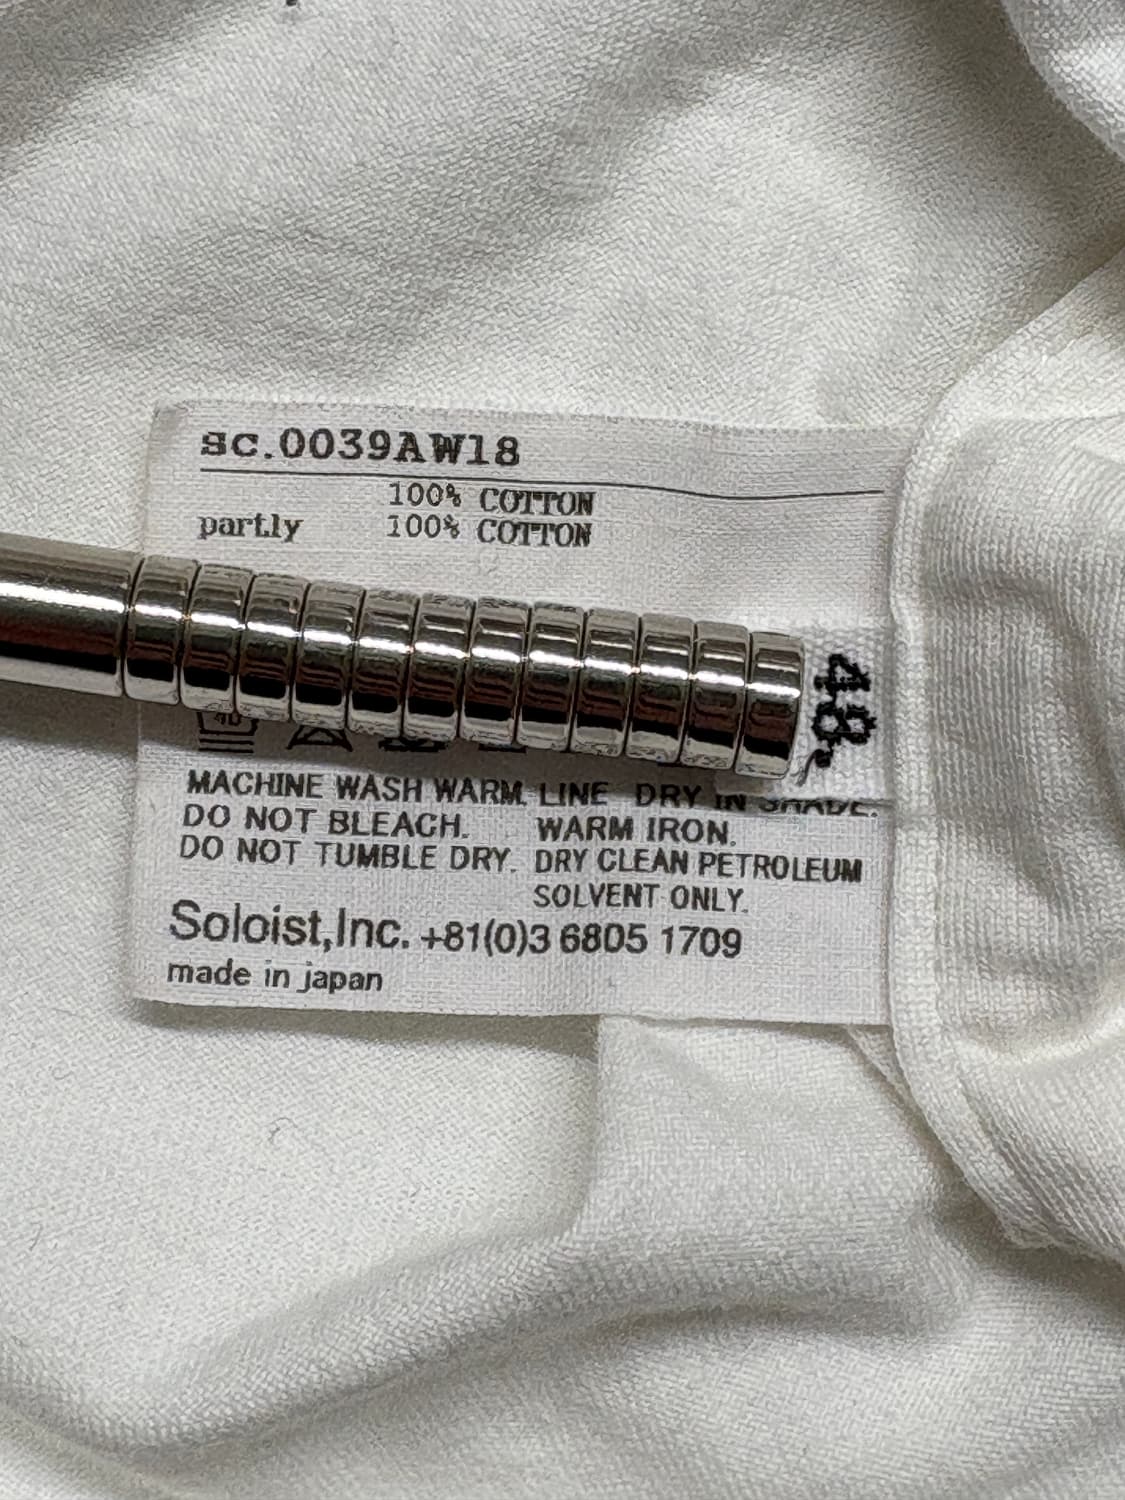 sc.0039AW18
100% COTTON
partly 100% COTTON
48.
40
MACHINE WASH WARM. LINE DRY IN SHADE.
DO NOT BLEACH. WARM IRON.
DO NOT TUMBLE DRY. DRY CLEAN PETROLEUM
SOLVENT ONLY.
Soloist,Inc. +81(0)3 6805 1709
made in japan